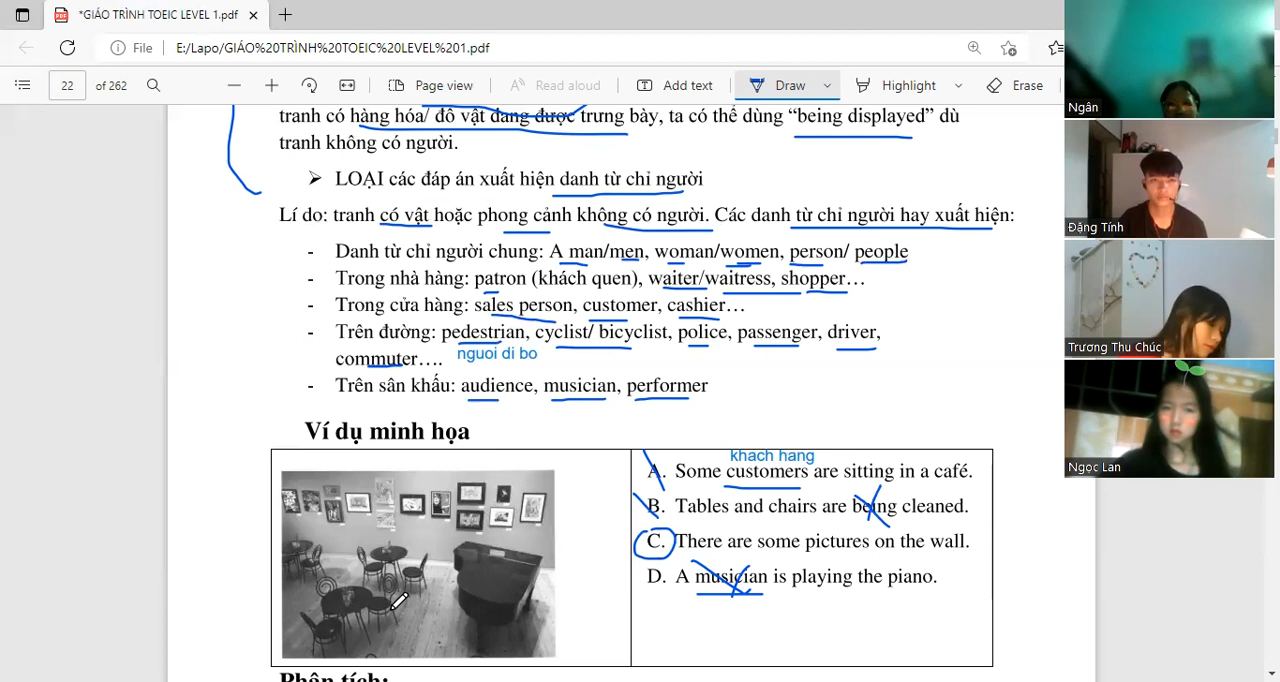 *GIÁO TRÌNH TOEIC LEVEL 1.pdf
File E:/Lapo/GIÁO%20TRÌNH%20TOEIC%20LEVEL%201.pdf
22 of 262 Page view Read aloud Add text Draw Highlight Erase
tranh có hàng hóa/ đồ vật đang được trưng bày, ta có thể dùng “being displayed” dù
tranh không có người.
➢ LOẠI các đáp án xuất hiện danh từ chỉ người
Lí do: tranh có vật hoặc phong cảnh không có người. Các danh từ chỉ người hay xuất hiện:
- Danh từ chỉ người chung: A man/men, woman/women, person/ people
- Trong nhà hàng: patron (khách quen), waiter/waitress, shopper…
- Trong cửa hàng: sales person, customer, cashier…
- Trên đường: pedestrian, cyclist/ bicyclist, police, passenger, driver,
commuter…. nguoi di bo
- Trên sân khấu: audience, musician, performer
Ví dụ minh họa
khach hang
A. Some customers are sitting in a café.
B. Tables and chairs are being cleaned.
C. There are some pictures on the wall.
D. A musician is playing the piano.
Phân tích:
Ngân
Đặng Tính
Trương Thu Chúc
Ngọc Lan